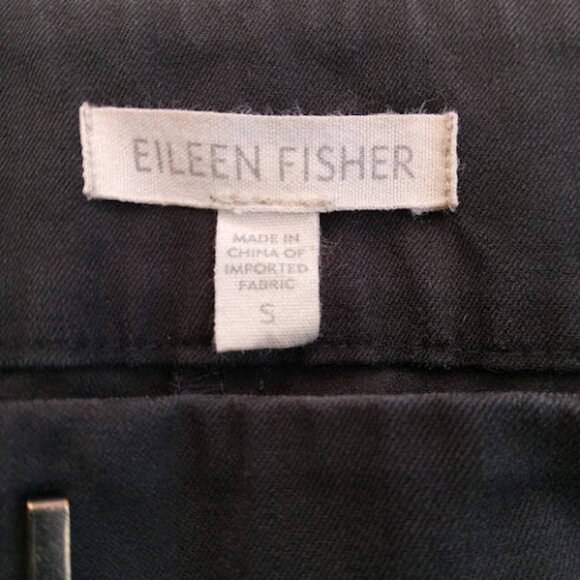 EILEEN FISHER
MADE IN
CHINA OF
IMPORTED
FABRIC
S